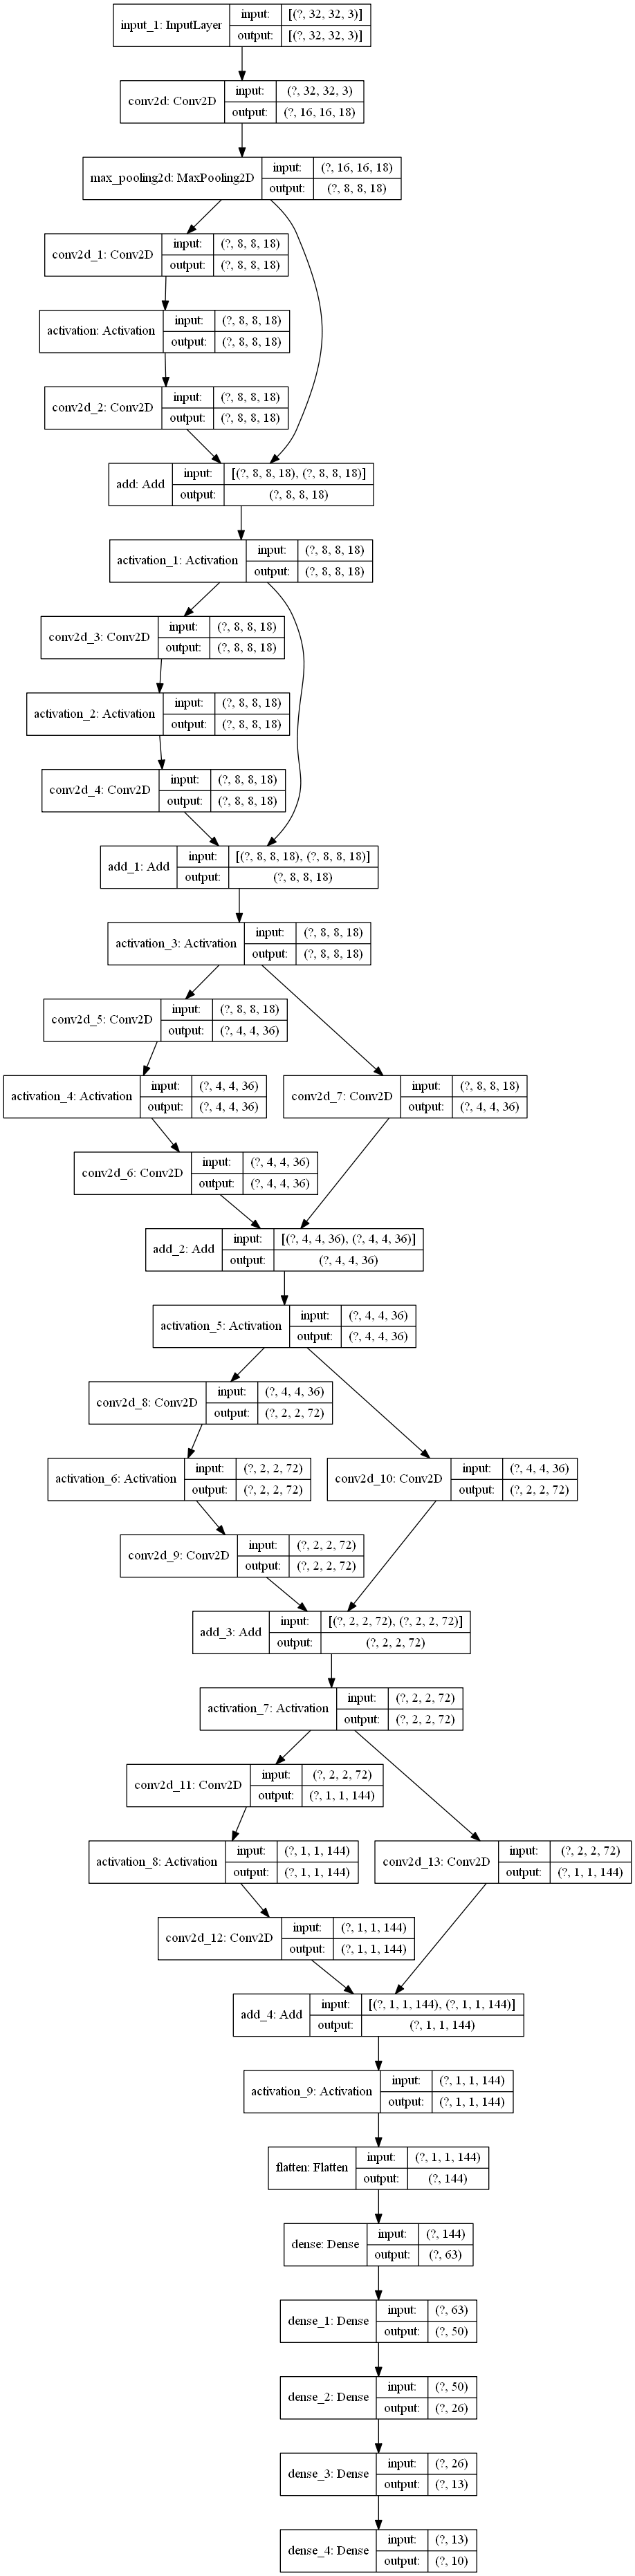 input_1: InputLayer
input: [(?, 32, 32, 3)]
output: [(?, 32, 32, 3)]
conv2d: Conv2D
input: (?, 32, 32, 3)
output: (?, 16, 16, 18)
max_pooling2d: MaxPooling2D
input: (?, 16, 16, 18)
output: (?, 8, 8, 18)
conv2d_1: Conv2D
input: (?, 8, 8, 18)
output: (?, 8, 8, 18)
activation: Activation
input: (?, 8, 8, 18)
output: (?, 8, 8, 18)
conv2d_2: Conv2D
input: (?, 8, 8, 18)
output: (?, 8, 8, 18)
add: Add
input: [(?, 8, 8, 18), (?, 8, 8, 18)]
output: (?, 8, 8, 18)
activation_1: Activation
input: (?, 8, 8, 18)
output: (?, 8, 8, 18)
conv2d_3: Conv2D
input: (?, 8, 8, 18)
output: (?, 8, 8, 18)
activation_2: Activation
input: (?, 8, 8, 18)
output: (?, 8, 8, 18)
conv2d_4: Conv2D
input: (?, 8, 8, 18)
output: (?, 8, 8, 18)
add_1: Add
input: [(?, 8, 8, 18), (?, 8, 8, 18)]
output: (?, 8, 8, 18)
activation_3: Activation
input: (?, 8, 8, 18)
output: (?, 8, 8, 18)
conv2d_5: Conv2D
input: (?, 8, 8, 18)
output: (?, 4, 4, 36)
activation_4: Activation
input: (?, 4, 4, 36)
output: (?, 4, 4, 36)
conv2d_7: Conv2D
input: (?, 8, 8, 18)
output: (?, 4, 4, 36)
conv2d_6: Conv2D
input: (?, 4, 4, 36)
output: (?, 4, 4, 36)
add_2: Add
input: [(?, 4, 4, 36), (?, 4, 4, 36)]
output: (?, 4, 4, 36)
activation_5: Activation
input: (?, 4, 4, 36)
output: (?, 4, 4, 36)
conv2d_8: Conv2D
input: (?, 4, 4, 36)
output: (?, 2, 2, 72)
activation_6: Activation
input: (?, 2, 2, 72)
output: (?, 2, 2, 72)
conv2d_10: Conv2D
input: (?, 4, 4, 36)
output: (?, 2, 2, 72)
conv2d_9: Conv2D
input: (?, 2, 2, 72)
output: (?, 2, 2, 72)
add_3: Add
input: [(?, 2, 2, 72), (?, 2, 2, 72)]
output: (?, 2, 2, 72)
activation_7: Activation
input: (?, 2, 2, 72)
output: (?, 2, 2, 72)
conv2d_11: Conv2D
input: (?, 2, 2, 72)
output: (?, 1, 1, 144)
activation_8: Activation
input: (?, 1, 1, 144)
output: (?, 1, 1, 144)
conv2d_13: Conv2D
input: (?, 2, 2, 72)
output: (?, 1, 1, 144)
conv2d_12: Conv2D
input: (?, 1, 1, 144)
output: (?, 1, 1, 144)
add_4: Add
input: [(?, 1, 1, 144), (?, 1, 1, 144)]
output: (?, 1, 1, 144)
activation_9: Activation
input: (?, 1, 1, 144)
output: (?, 1, 1, 144)
flatten: Flatten
input: (?, 1, 1, 144)
output: (?, 144)
dense: Dense
input: (?, 144)
output: (?, 63)
dense_1: Dense
input: (?, 63)
output: (?, 50)
dense_2: Dense
input: (?, 50)
output: (?, 26)
dense_3: Dense
input: (?, 26)
output: (?, 13)
dense_4: Dense
input: (?, 13)
output: (?, 10)